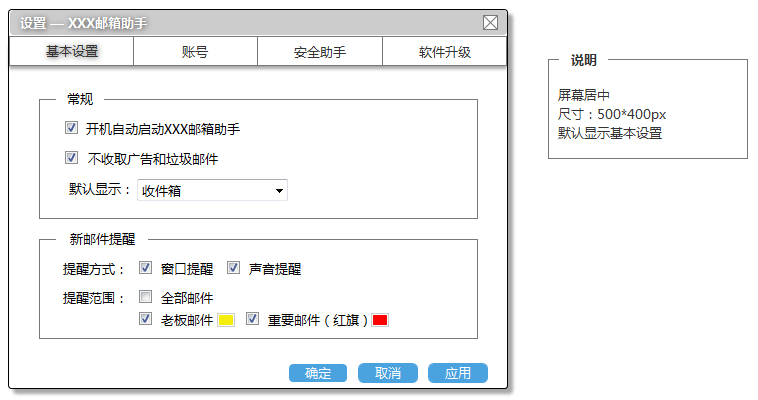 设置 — XXX邮箱助手
基本设置 账号 安全助手 软件升级
常规
开机自动启动XXX邮箱助手
不收取广告和垃圾邮件
默认显示：收件箱
新邮件提醒
提醒方式： 窗口提醒 声音提醒
提醒范围： 全部邮件
老板邮件 重要邮件（红旗）
确定 取消 应用
说明
屏幕居中
尺寸：500*400px
默认显示基本设置